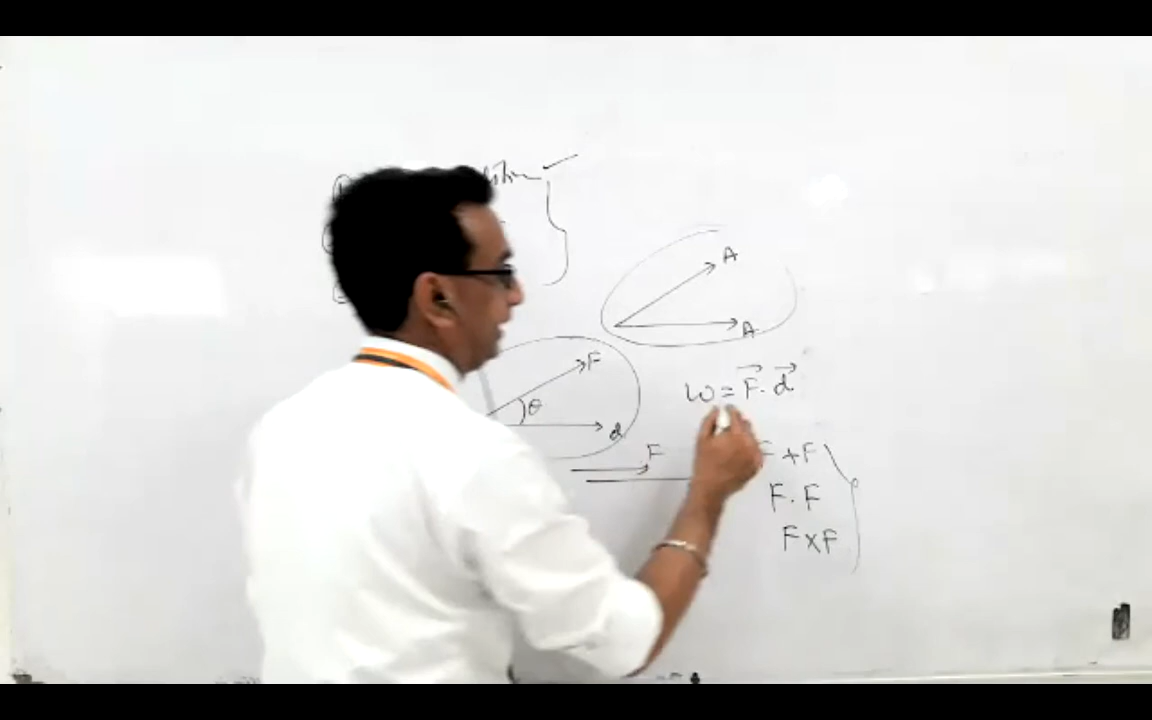 A
A
F
θ
d
W = F⃗ . d⃗
F
F + F
F . F
F x F